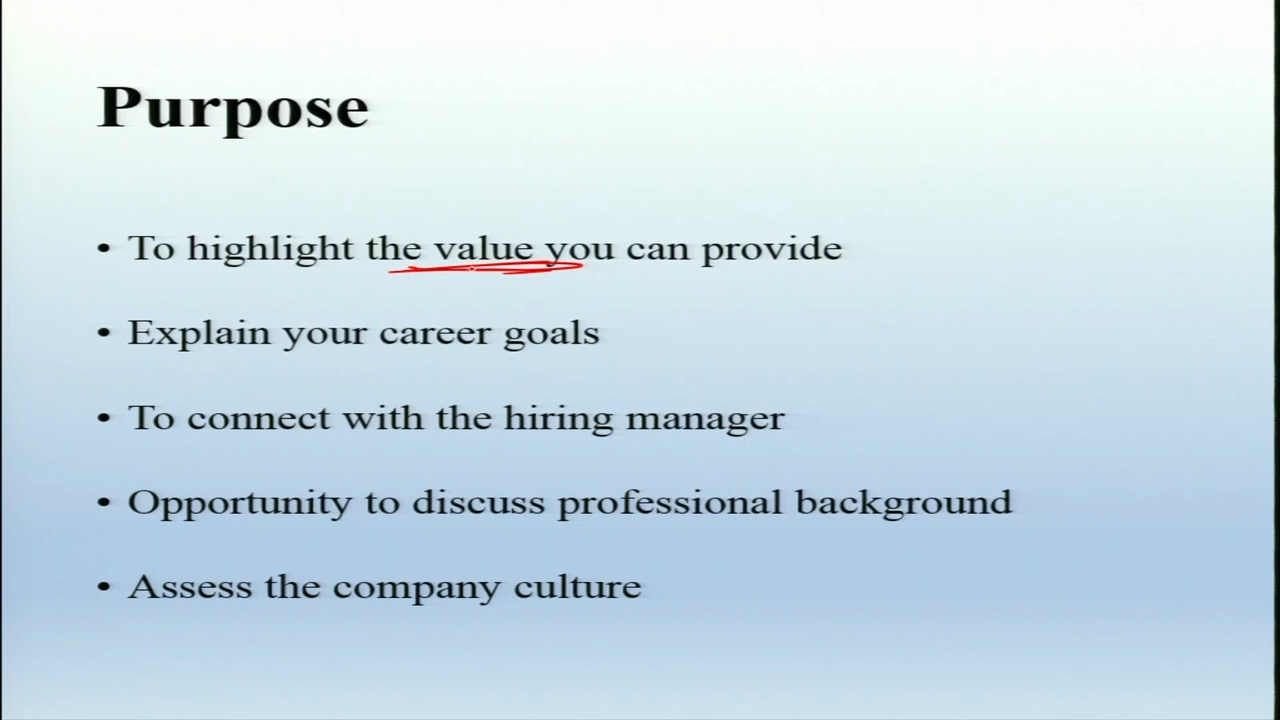 Purpose
• To highlight the value you can provide
• Explain your career goals
• To connect with the hiring manager
• Opportunity to discuss professional background
• Assess the company culture